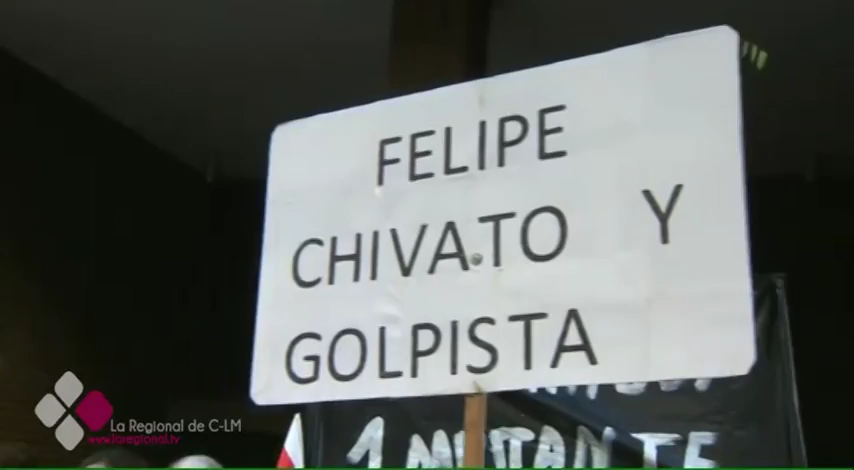 FELIPE
CHIVATO Y
GOLPISTA
La Regional de C-LM
www.laregional.tv